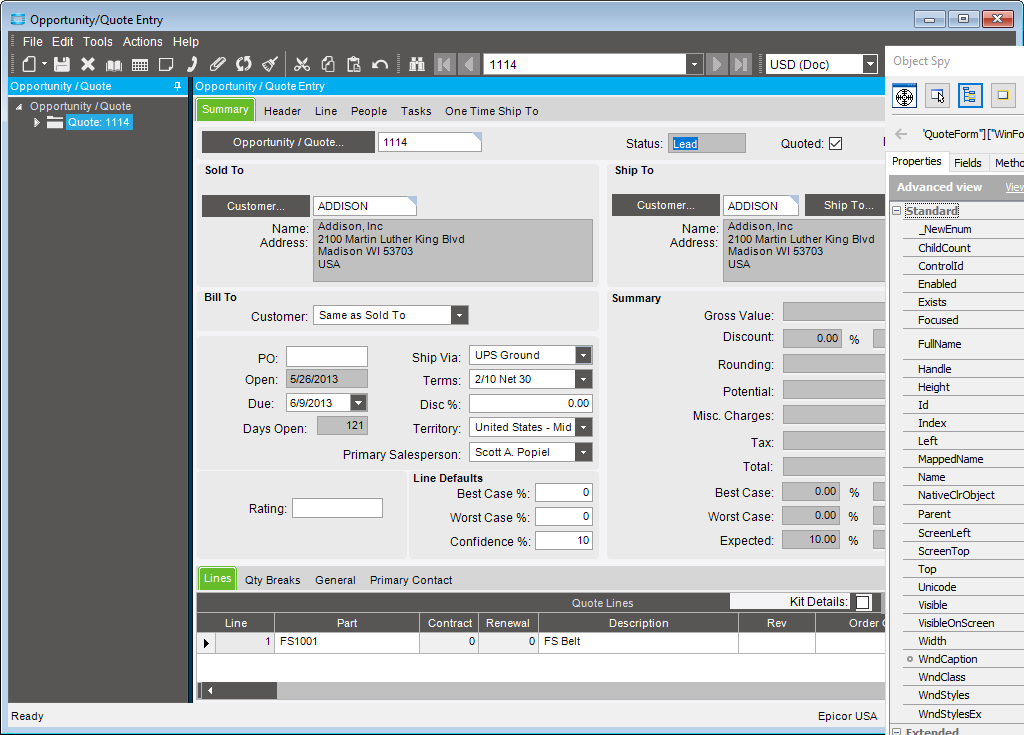 Opportunity/Quote Entry
File Edit Tools Actions Help
1114
USD (Doc)
Opportunity / Quote
Opportunity / Quote
Quote: 1114
Opportunity / Quote Entry
Summary Header Line People Tasks One Time Ship To
Opportunity / Quote... 1114 Status: Lead Quoted:
Sold To
Customer... ADDISON
Name: Addison, Inc
Address: 2100 Martin Luther King Blvd
Madison WI 53703
USA
Ship To
Customer... ADDISON Ship To...
Name: Addison, Inc
Address: 2100 Martin Luther King Blvd
Madison WI 53703
USA
Bill To
Customer: Same as Sold To
PO:
Open: 5/26/2013
Due: 6/9/2013
Days Open: 121
Ship Via: UPS Ground
Terms: 2/10 Net 30
Disc %: 0.00
Territory: United States - Mid
Primary Salesperson: Scott A. Popiel
Rating:
Line Defaults
Best Case %: 0
Worst Case %: 0
Confidence %: 10
Summary
Gross Value:
Discount: 0.00 %
Rounding:
Potential:
Misc. Charges:
Tax:
Total:
Best Case: 0.00 %
Worst Case: 0.00 %
Expected: 10.00 %
Lines Qty Breaks General Primary Contact
Quote Lines Kit Details:
Line Part Contract Renewal Description Rev Order
1 FS1001 0 0 FS Belt
Ready Epicor USA
Object Spy
'QuoteForm"]["WinFo
Properties Fields Metho
Advanced view View
Standard
_NewEnum
ChildCount
ControlId
Enabled
Exists
Focused
FullName
Handle
Height
Id
Index
Left
MappedName
Name
NativeClrObject
Parent
ScreenLeft
ScreenTop
Top
Unicode
Visible
VisibleOnScreen
Width
WndCaption
WndClass
WndStyles
WndStylesEx
Extended